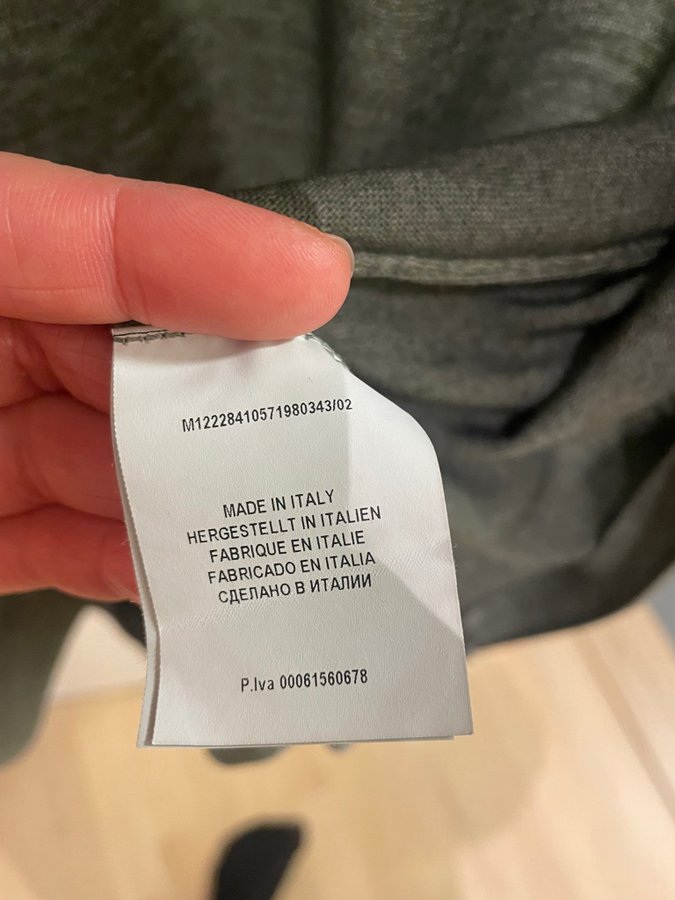 M12228410571980343/02
MADE IN ITALY
HERGESTELLT IN ITALIEN
FABRIQUE EN ITALIE
FABRICADO EN ITALIA
СДЕЛАНО В ИТАЛИИ
P.Iva 00061560678